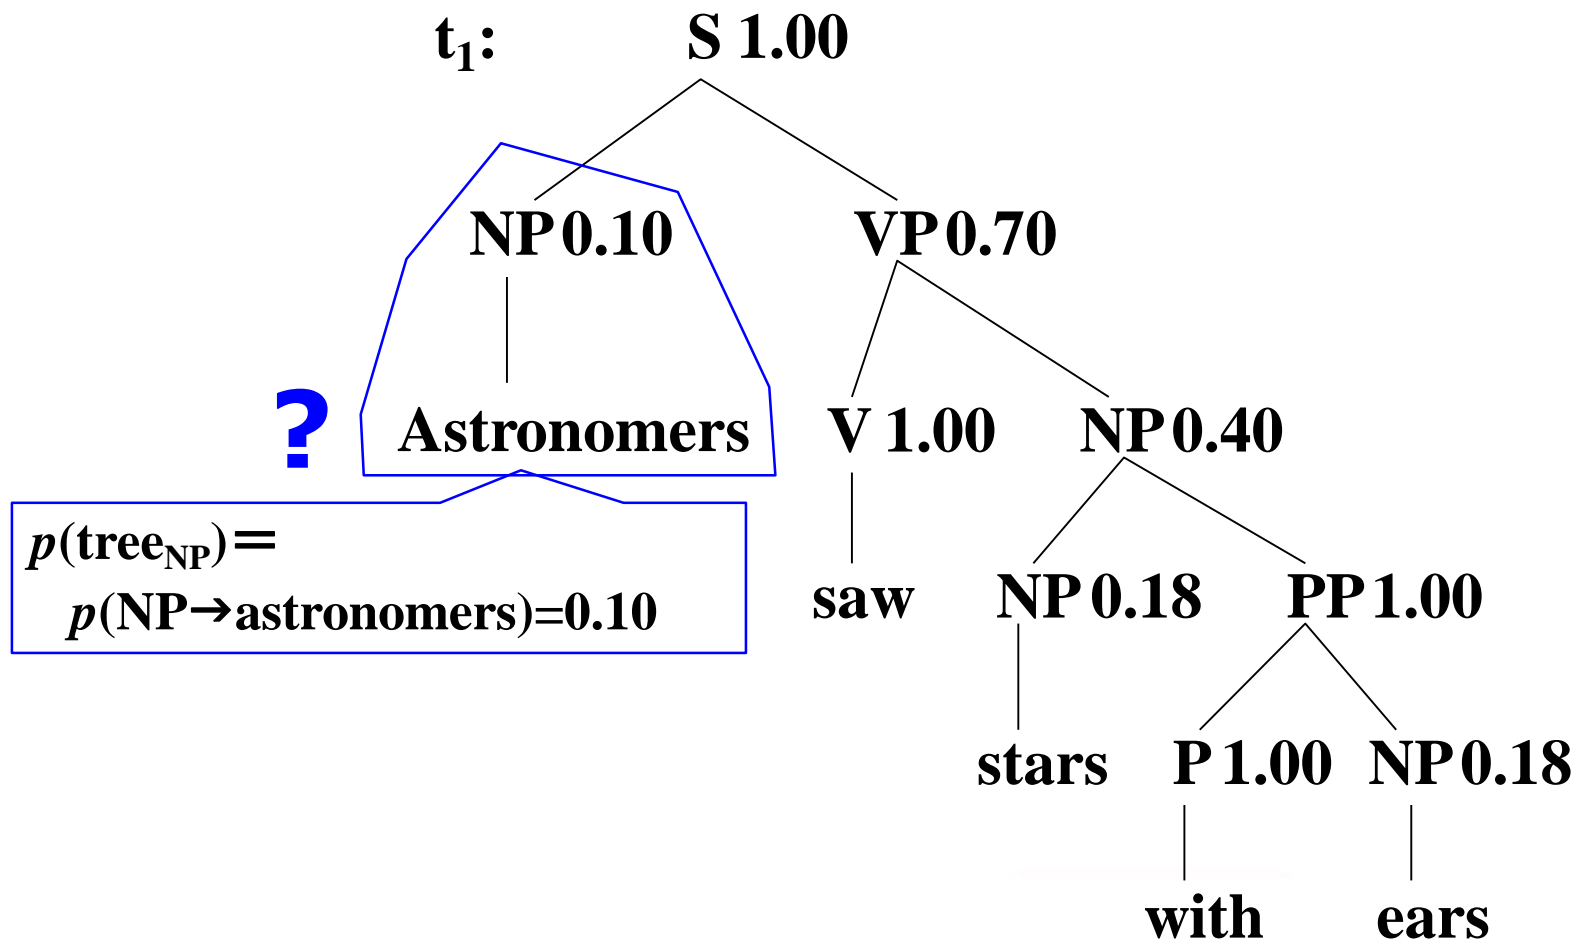 t₁: S 1.00
NP 0.10 VP 0.70
? Astronomers V 1.00 NP 0.40
p(treeNP)=
p(NP→astronomers)=0.10
saw NP 0.18 PP 1.00
stars P 1.00 NP 0.18
with ears